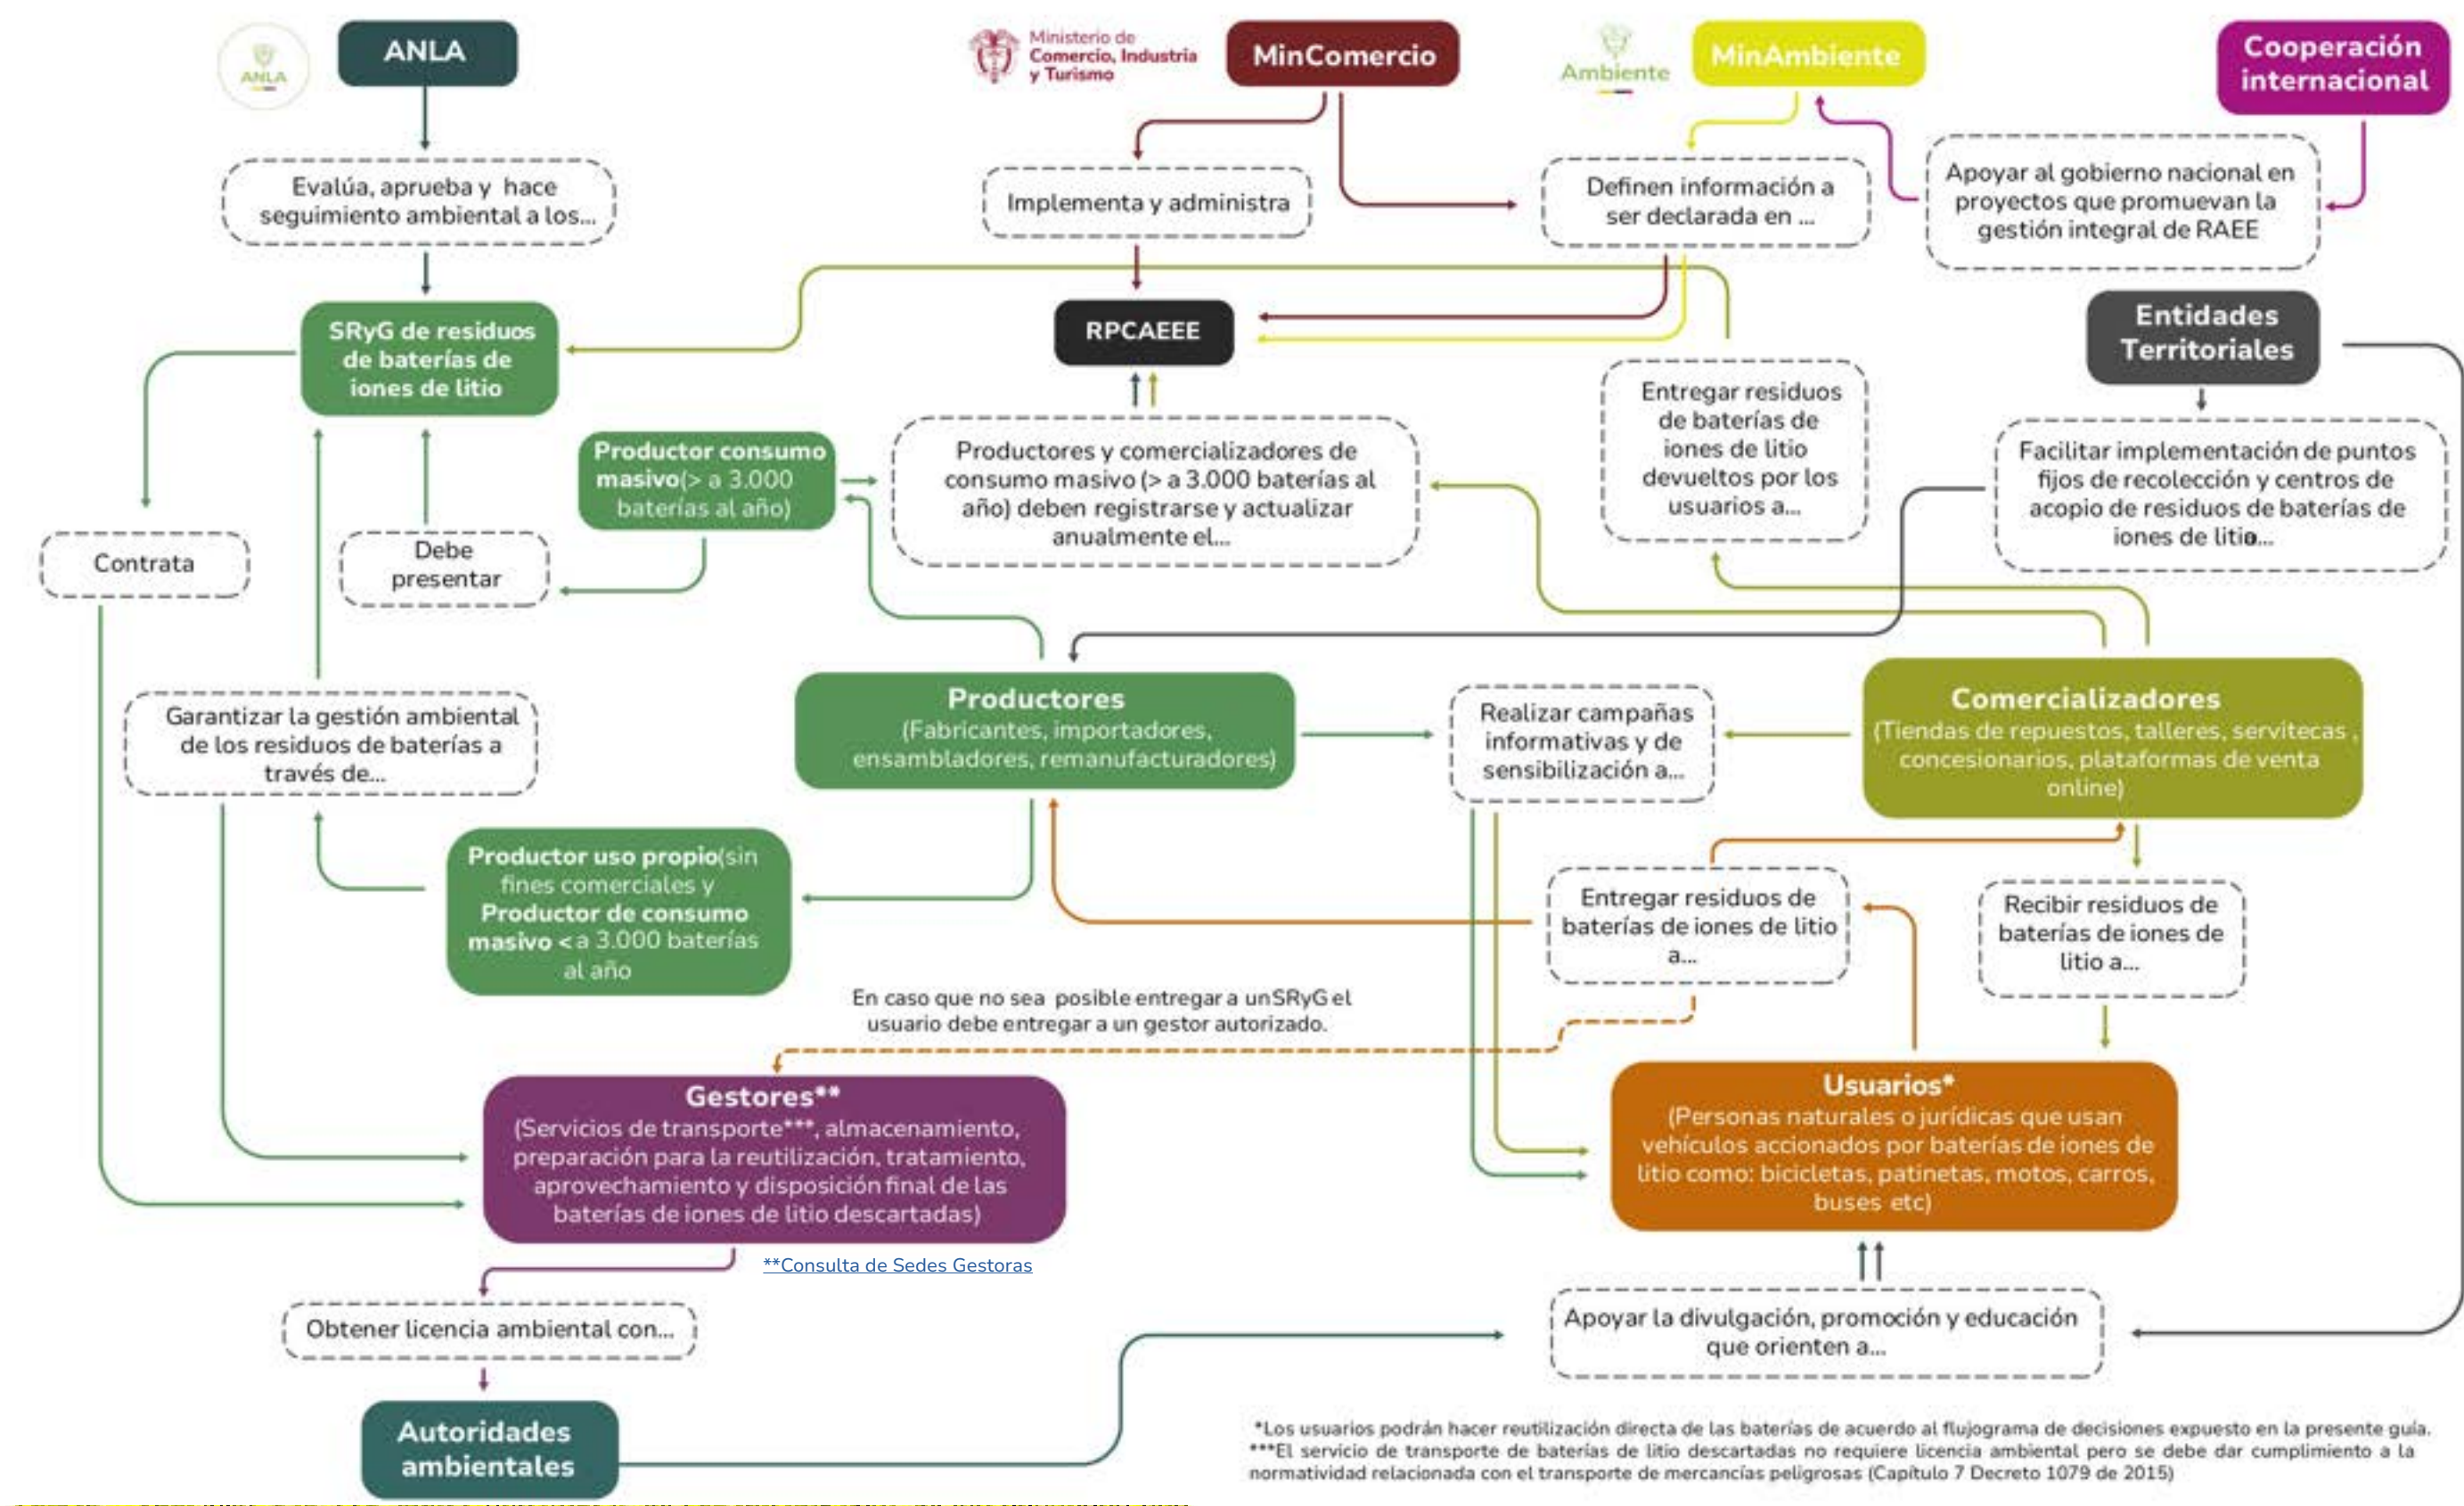 ANLA
ANLA
Ministerio de
Comercio, Industria
y Turismo
MinComercio
Ambiente
MinAmbiente
Cooperación
internacional
Evalúa, aprueba y hace
seguimiento ambiental a los...
Implementa y administra
Definen información a
ser declarada en ...
Apoyar al gobierno nacional en
proyectos que promuevan la
gestión integral de RAEE
SRyG de residuos
de baterías de
iones de litio
RPCAEEE
Entidades
Territoriales
Productor consumo
masivo(> a 3.000
baterías al año)
Productores y comercializadores de
consumo masivo (> a 3.000 baterías al
año) deben registrarse y actualizar
anualmente el...
Entregar residuos
de baterías de
iones de litio
devueltos por los
usuarios a...
Facilitar implementación de puntos
fijos de recolección y centros de
acopio de residuos de baterías de
iones de litio...
Contrata
Debe
presentar
Garantizar la gestión ambiental
de los residuos de baterías a
través de...
Productores
(Fabricantes, importadores,
ensambladores, remanufacturadores)
Realizar campañas
informativas y de
sensibilización a...
Comercializadores
(Tiendas de repuestos, talleres, servitecas ,
concesionarios, plataformas de venta
online)
Productor uso propio(sin
fines comerciales y
Productor de consumo
masivo < a 3.000 baterías
al año
Entregar residuos de
baterías de iones de litio
a...
Recibir residuos de
baterías de iones de
litio a...
En caso que no sea posible entregar a un SRyG el
usuario debe entregar a un gestor autorizado.
Gestores**
(Servicios de transporte***, almacenamiento,
preparación para la reutilización, tratamiento,
aprovechamiento y disposición final de las
baterías de iones de litio descartadas)
Usuarios*
(Personas naturales o jurídicas que usan
vehículos accionados por baterías de iones de
litio como: bicicletas, patinetas, motos, carros,
buses etc)
**Consulta de Sedes Gestoras
Obtener licencia ambiental con...
Apoyar la divulgación, promoción y educación
que orienten a...
Autoridades
ambientales
*Los usuarios podrán hacer reutilización directa de las baterías de acuerdo al flujograma de decisiones expuesto en la presente guía.
***El servicio de transporte de baterías de litio descartadas no requiere licencia ambiental pero se debe dar cumplimiento a la
normatividad relacionada con el transporte de mercancías peligrosas (Capítulo 7 Decreto 1079 de 2015)